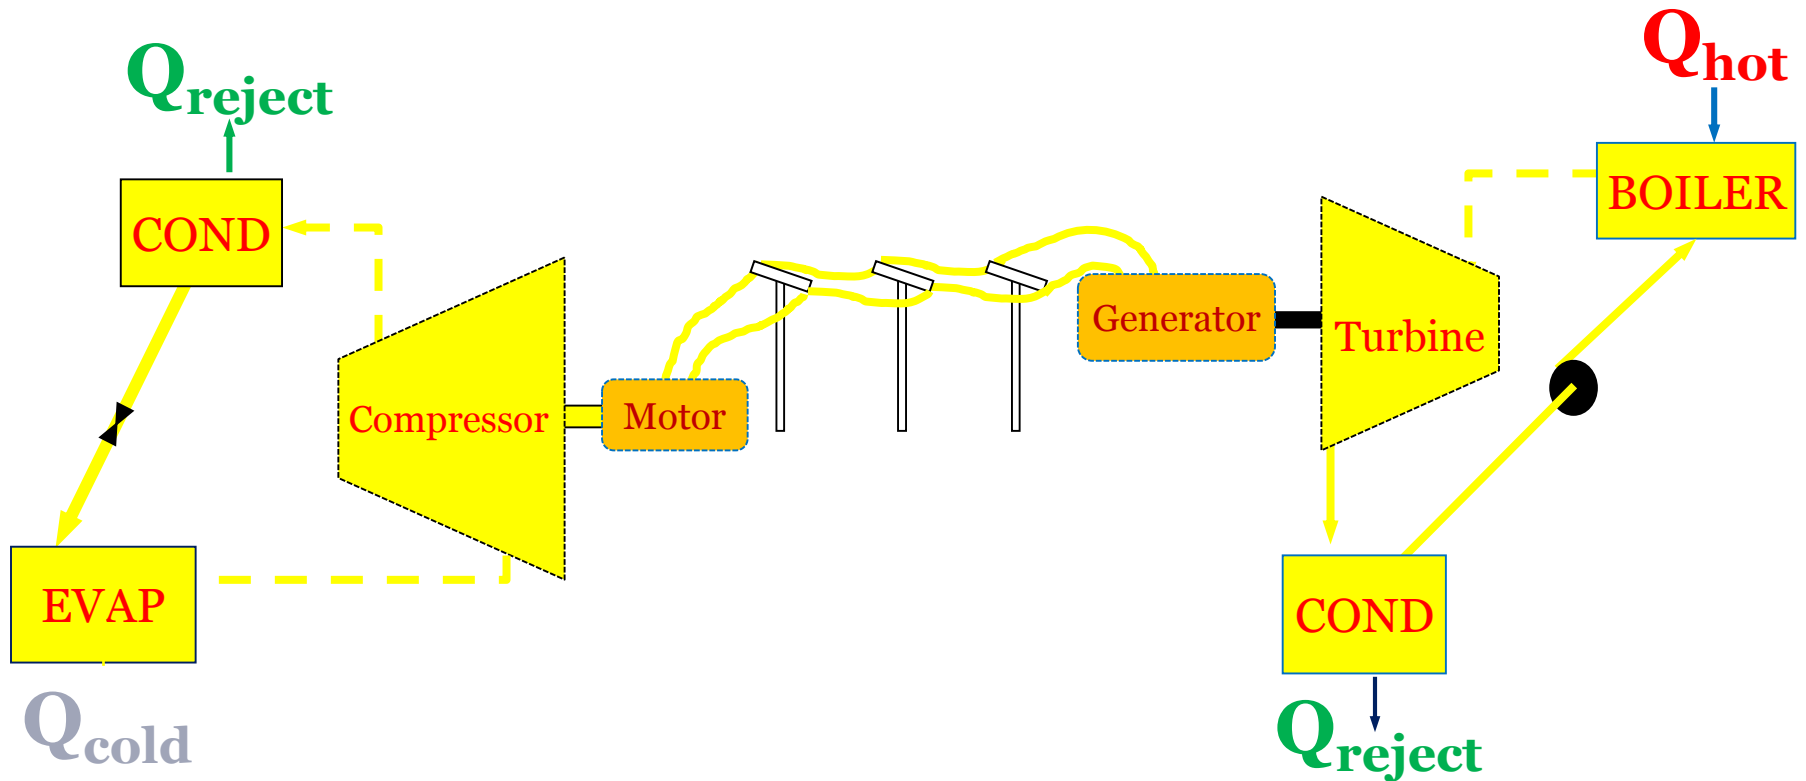 Qreject
COND
EVAP
Qcold
Compressor
Motor
Generator
Turbine
Qhot
BOILER
COND
Qreject